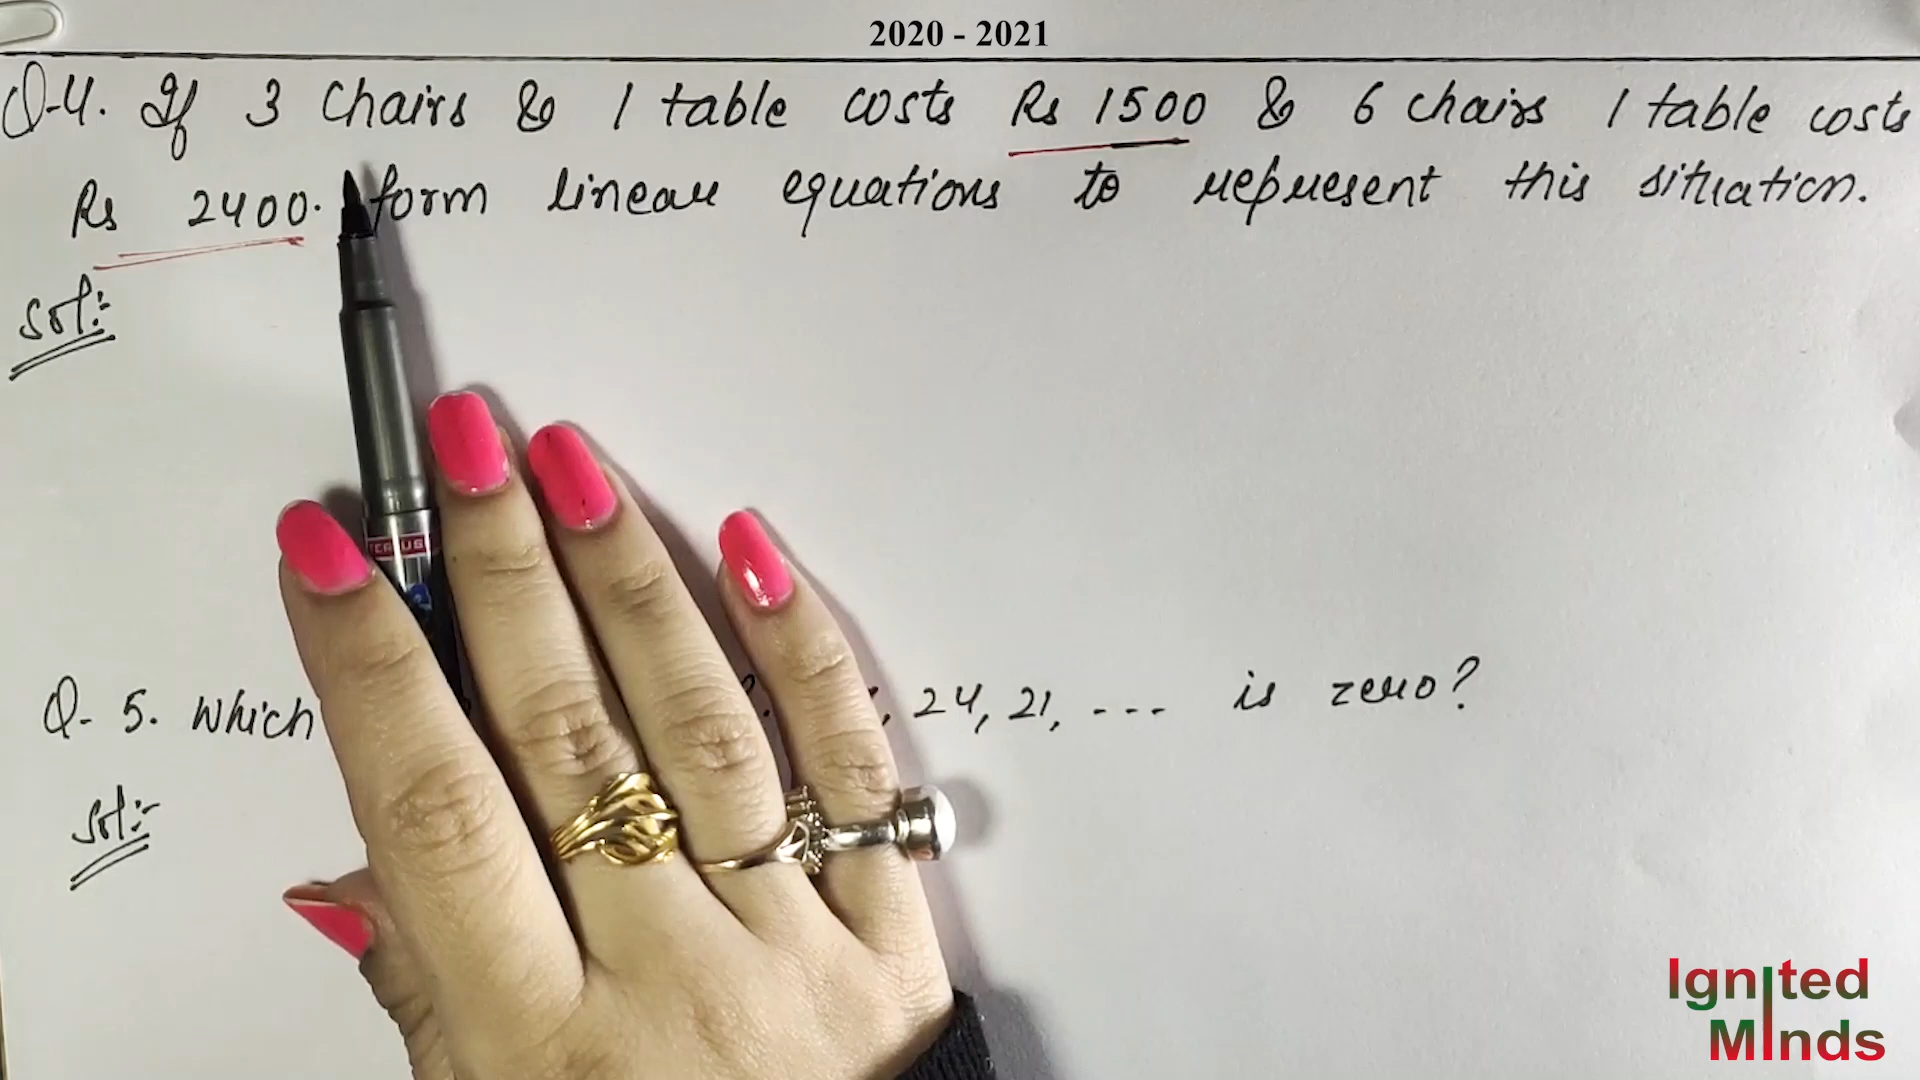 2020 - 2021
Q-4. If 3 chairs & 1 table costs Rs 1500 & 6 chairs 1 table costs
Rs 2400. form linear equations to represent this situation.
Sol:-
Q- 5. Which 24, 21, --- is zero?
Sol:-
Ignited
Minds